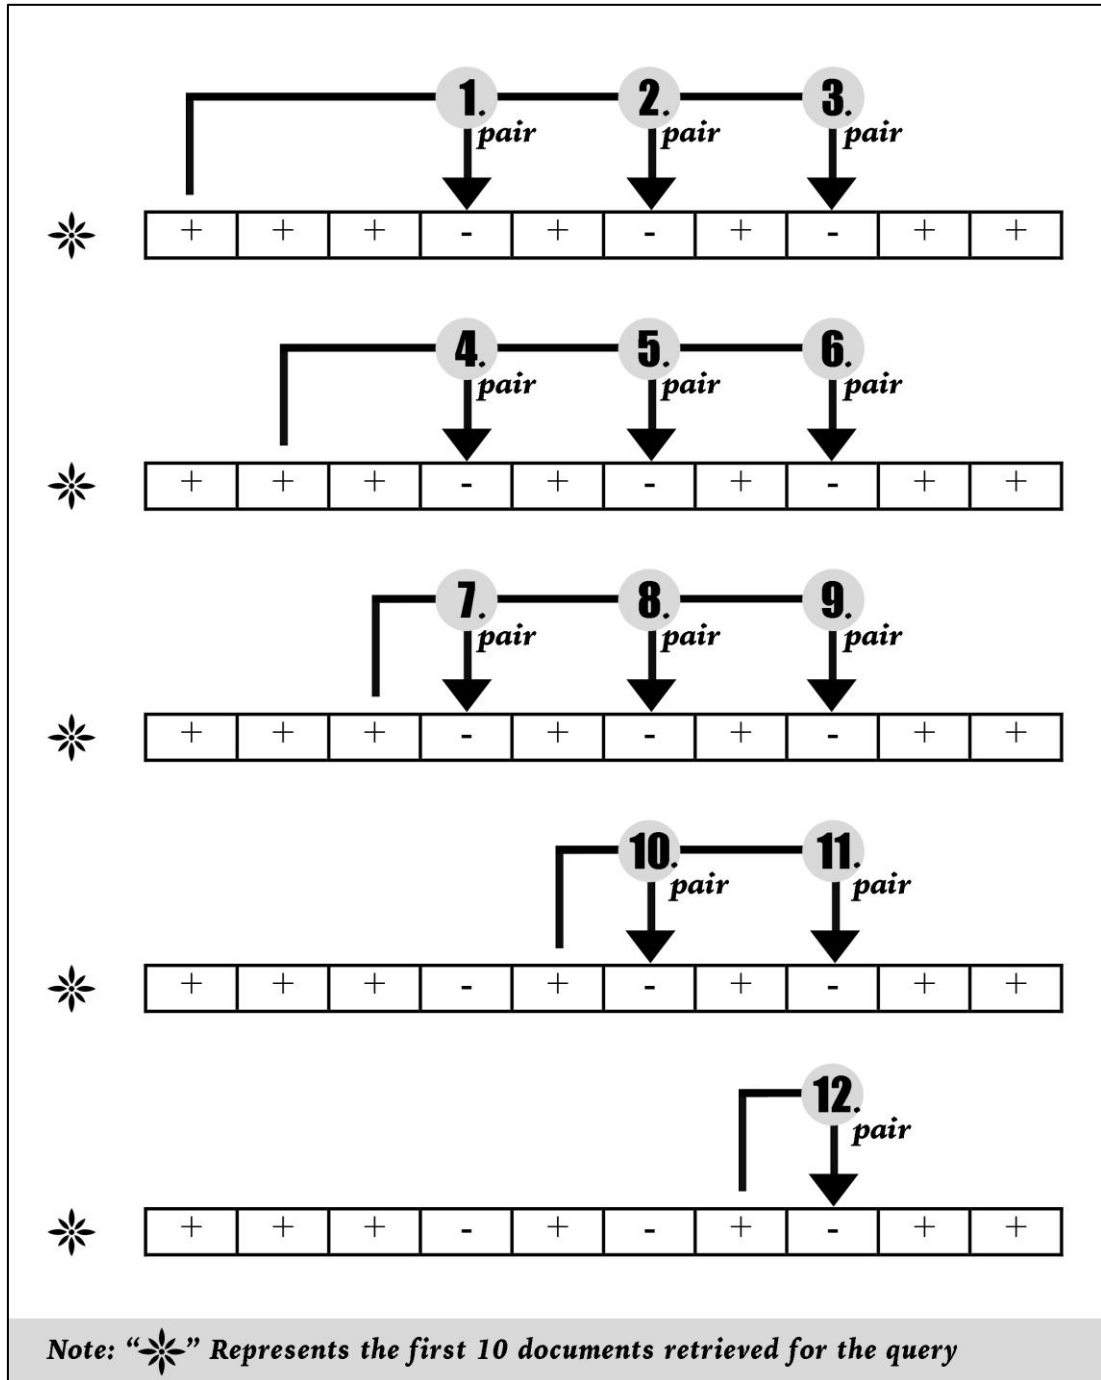 1. 2. 3.
pair pair pair
+ + + - + - + - + +
4. 5. 6.
pair pair pair
+ + + - + - + - + +
7. 8. 9.
pair pair pair
+ + + - + - + - + +
10. 11.
pair pair
+ + + - + - + - + +
12.
pair
+ + + - + - + - + +
Note: “✻” Represents the first 10 documents retrieved for the query